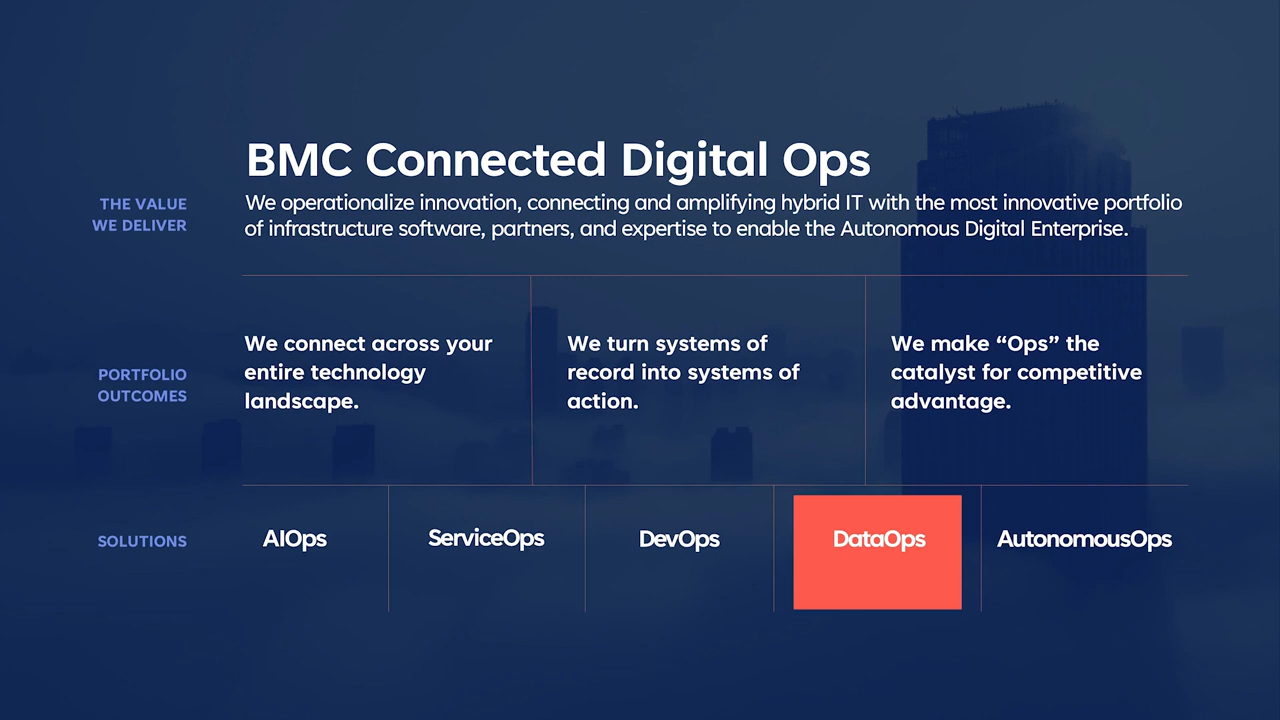 BMC Connected Digital Ops
THE VALUE
WE DELIVER
We operationalize innovation, connecting and amplifying hybrid IT with the most innovative portfolio
of infrastructure software, partners, and expertise to enable the Autonomous Digital Enterprise.
PORTFOLIO
OUTCOMES
We connect across your
entire technology
landscape.
We turn systems of
record into systems of
action.
We make “Ops” the
catalyst for competitive
advantage.
SOLUTIONS
AIOps
ServiceOps
DevOps
DataOps
AutonomousOps